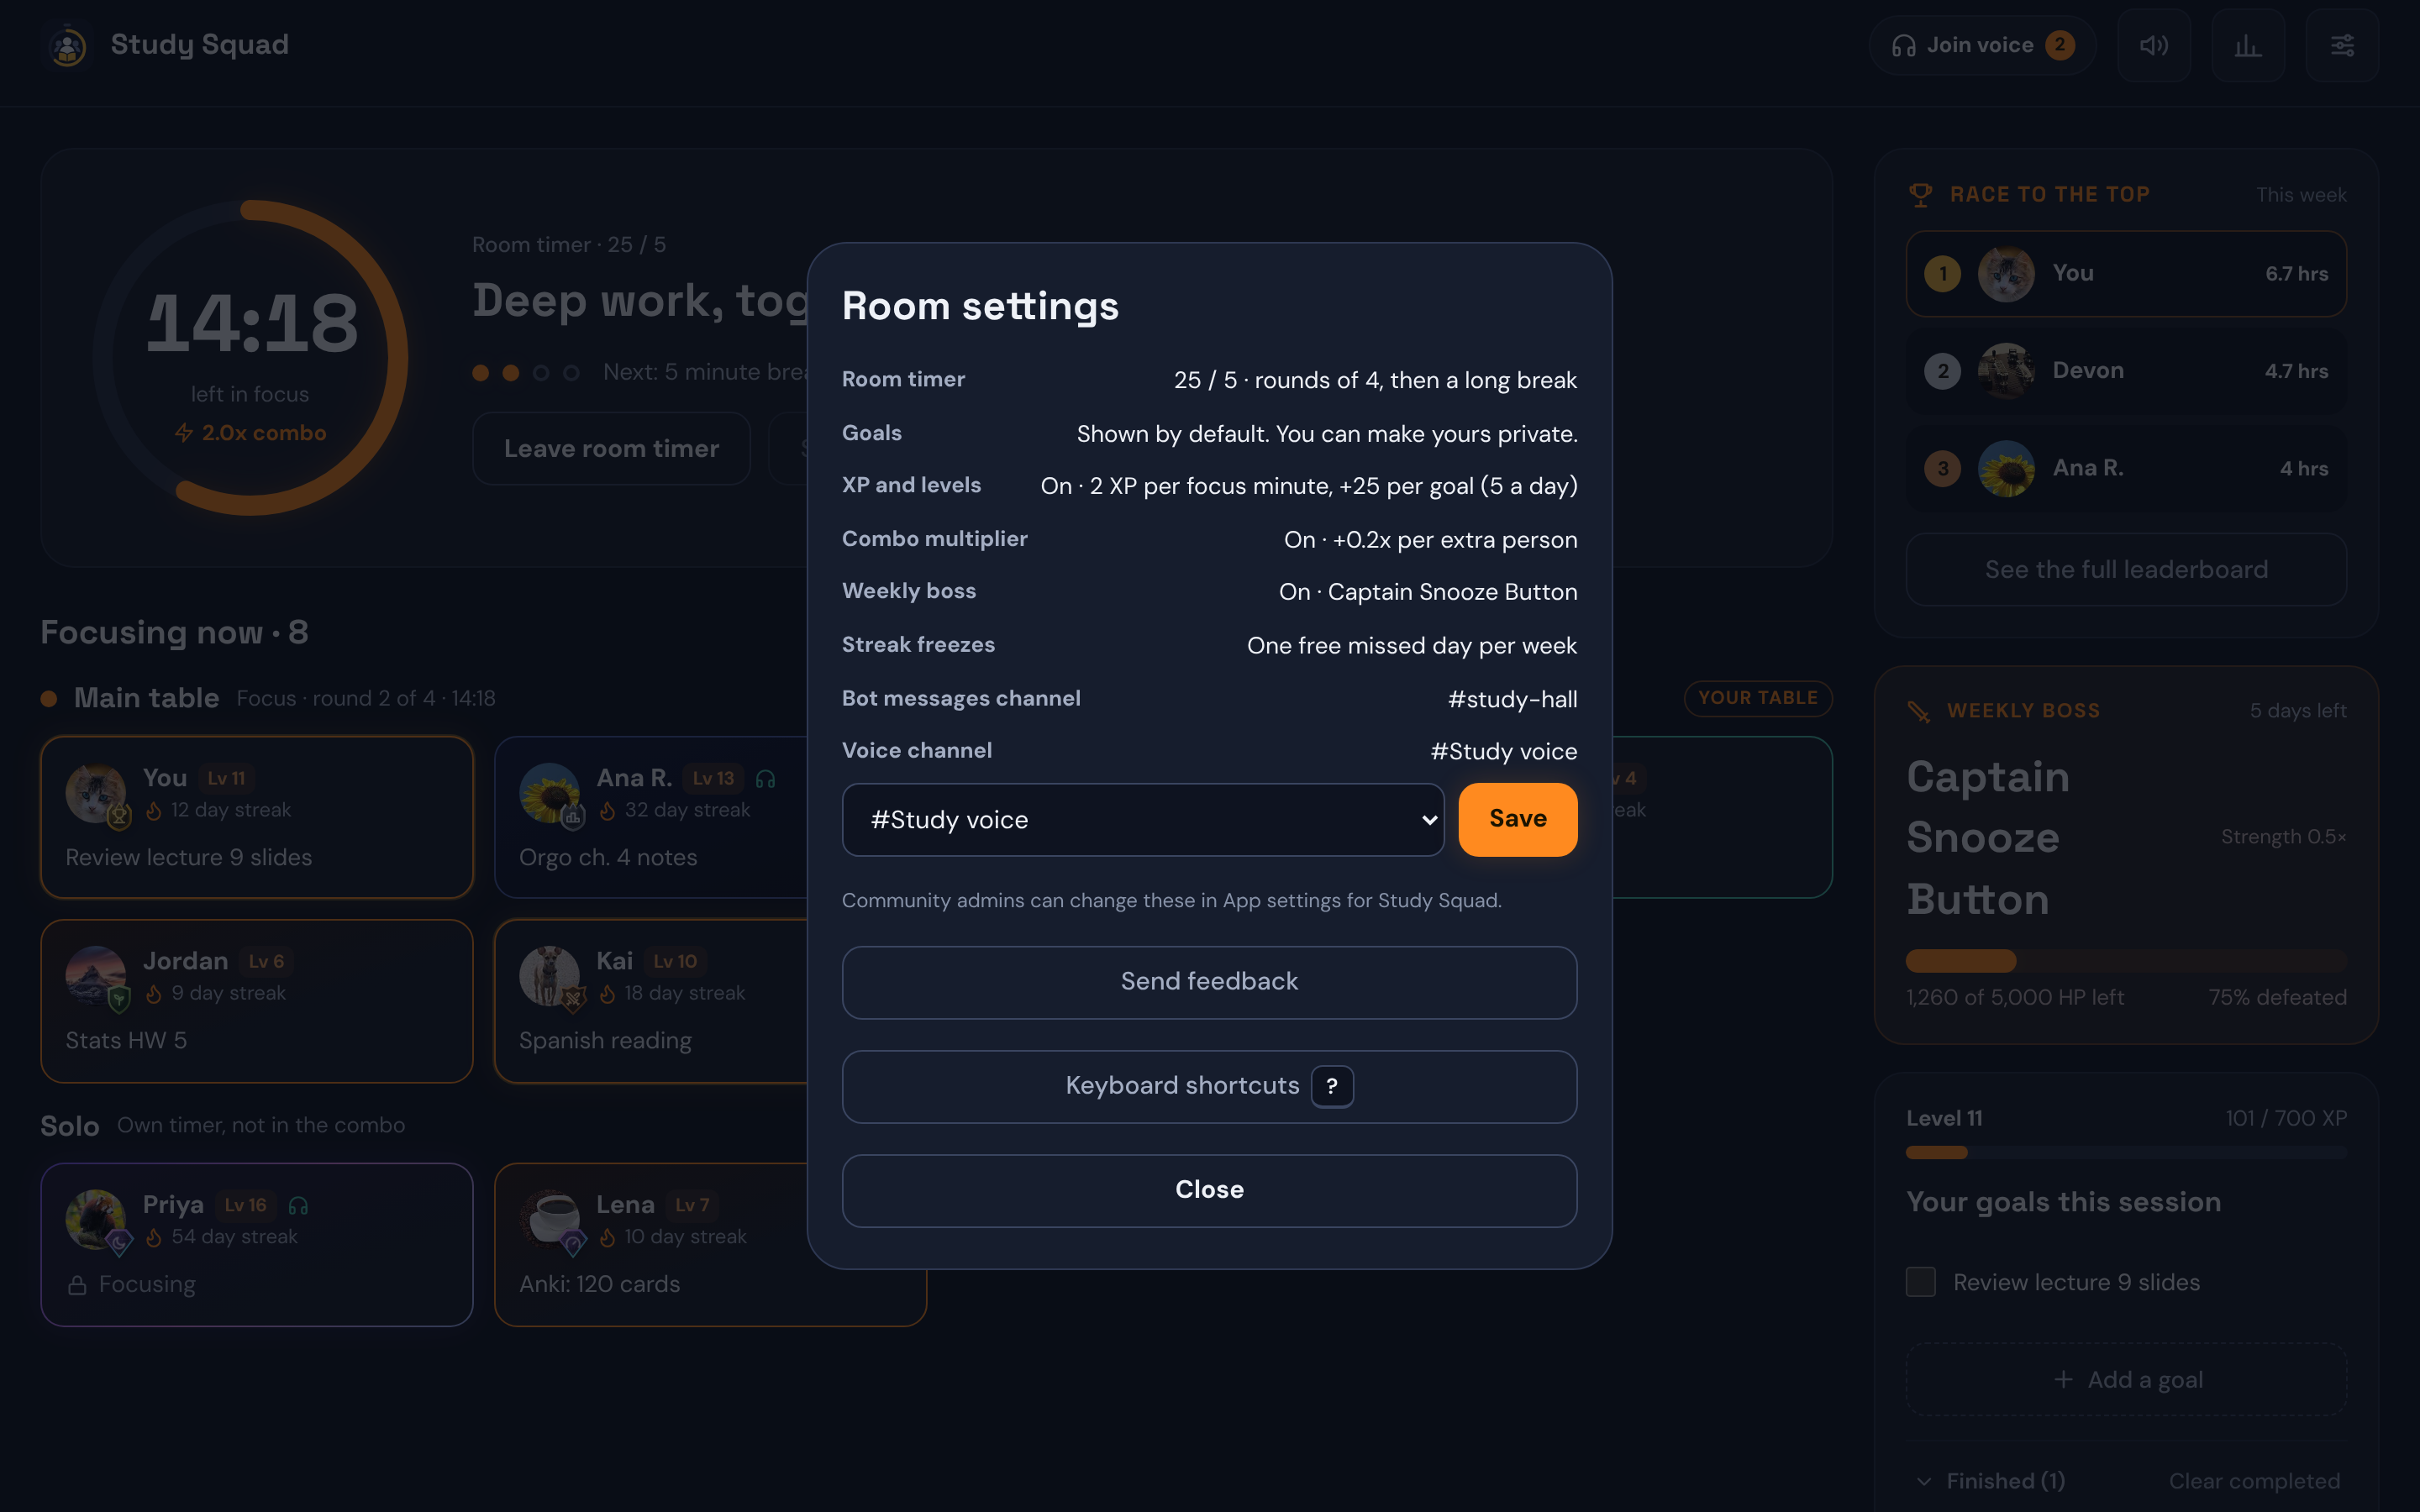 Study Squad
Join voice 2
Room timer · 25 / 5
Deep work, tog
14:18
left in focus
2.0x combo
Next: 5 minute brea
Leave room timer
Focusing now · 8
Main table Focus · round 2 of 4 · 14:18
YOUR TABLE
You Lv 11
12 day streak
Review lecture 9 slides
Ana R. Lv 13
32 day streak
Orgo ch. 4 notes
v 4
eak
Jordan Lv 6
9 day streak
Stats HW 5
Kai Lv 10
18 day streak
Spanish reading
Solo Own timer, not in the combo
Priya Lv 16
54 day streak
Focusing
Lena Lv 7
10 day streak
Anki: 120 cards
Room settings
Room timer 25 / 5 · rounds of 4, then a long break
Goals Shown by default. You can make yours private.
XP and levels On · 2 XP per focus minute, +25 per goal (5 a day)
Combo multiplier On · +0.2x per extra person
Weekly boss On · Captain Snooze Button
Streak freezes One free missed day per week
Bot messages channel #study-hall
Voice channel #Study voice
#Study voice Save
Community admins can change these in App settings for Study Squad.
Send feedback
Keyboard shortcuts ?
Close
RACE TO THE TOP This week
1 You 6.7 hrs
2 Devon 4.7 hrs
3 Ana R. 4 hrs
See the full leaderboard
WEEKLY BOSS 5 days left
Captain
Snooze
Button
Strength 0.5×
1,260 of 5,000 HP left 75% defeated
Level 11 101 / 700 XP
Your goals this session
Review lecture 9 slides
+ Add a goal
Finished (1) Clear completed